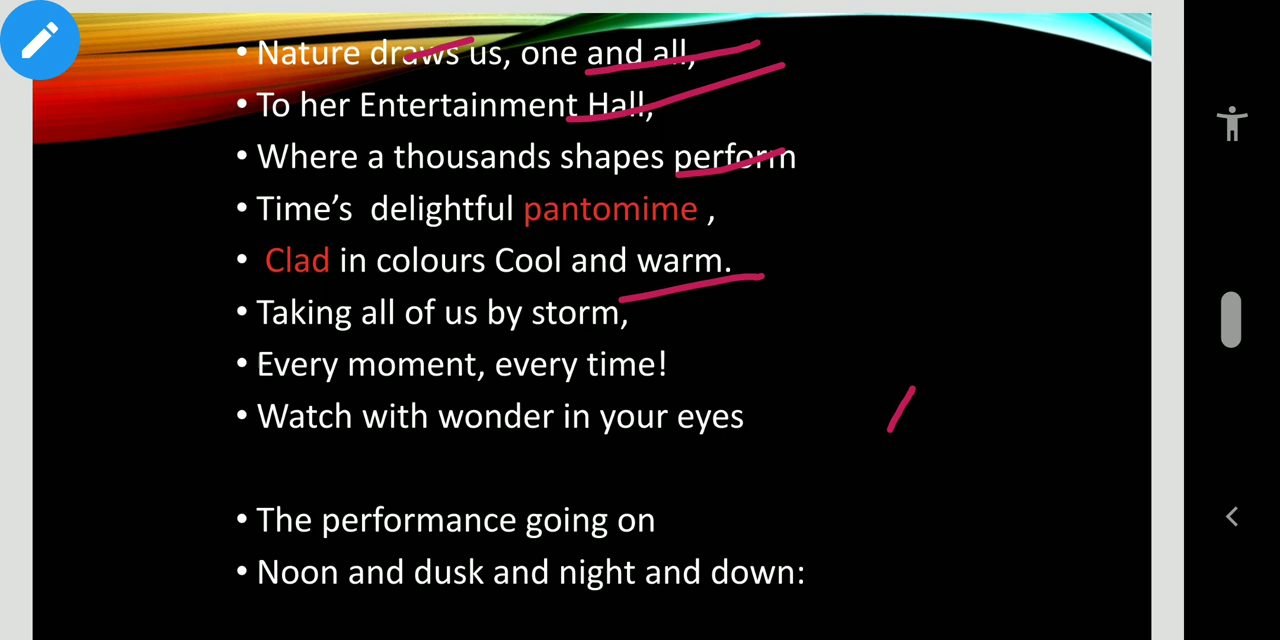 • Nature draws us, one and all,
• To her Entertainment Hall,
• Where a thousands shapes perform
• Time’s delightful pantomime ,
• Clad in colours Cool and warm.
• Taking all of us by storm,
• Every moment, every time!
• Watch with wonder in your eyes
• The performance going on
• Noon and dusk and night and down: